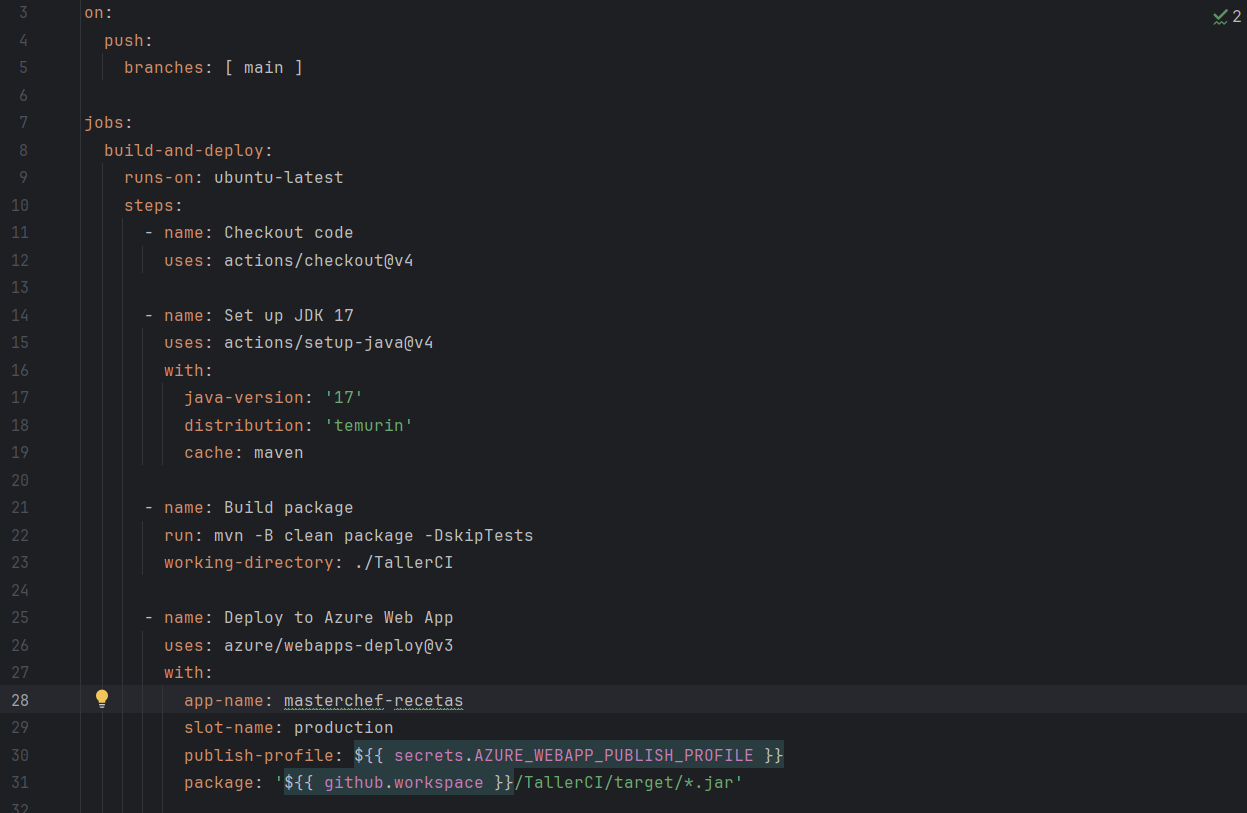 3 on:
4   push:
5     branches: [ main ]
6
7 jobs:
8   build-and-deploy:
9     runs-on: ubuntu-latest
10     steps:
11       - name: Checkout code
12         uses: actions/checkout@v4
13
14       - name: Set up JDK 17
15         uses: actions/setup-java@v4
16         with:
17           java-version: '17'
18           distribution: 'temurin'
19           cache: maven
20
21       - name: Build package
22         run: mvn -B clean package -DskipTests
23         working-directory: ./TallerCI
24
25       - name: Deploy to Azure Web App
26         uses: azure/webapps-deploy@v3
27         with:
28           app-name: masterchef-recetas
29           slot-name: production
30           publish-profile: ${{ secrets.AZURE_WEBAPP_PUBLISH_PROFILE }}
31           package: '${{ github.workspace }}/TallerCI/target/*.jar'
32
2